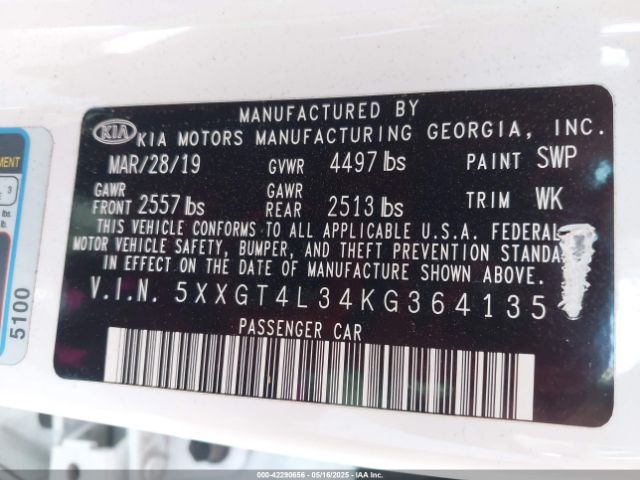 MANUFACTURED BY
KIA KIA MOTORS MANUFACTURING GEORGIA, INC.
MAR/28/19 GVWR 4497 lbs PAINT SWP
GAWR FRONT 2557 lbs GAWR REAR 2513 lbs TRIM WK
THIS VEHICLE CONFORMS TO ALL APPLICABLE U.S.A. FEDERAL
MOTOR VEHICLE SAFETY, BUMPER, AND THEFT PREVENTION
IN EFFECT ON THE DATE OF MANUFACTURE SHOWN ABOVE.
V.I.N. 5XXGT4L34KG364135
PASSENGER CAR
5100
000-42290656 - 05/16/2025 - IAAI.COM